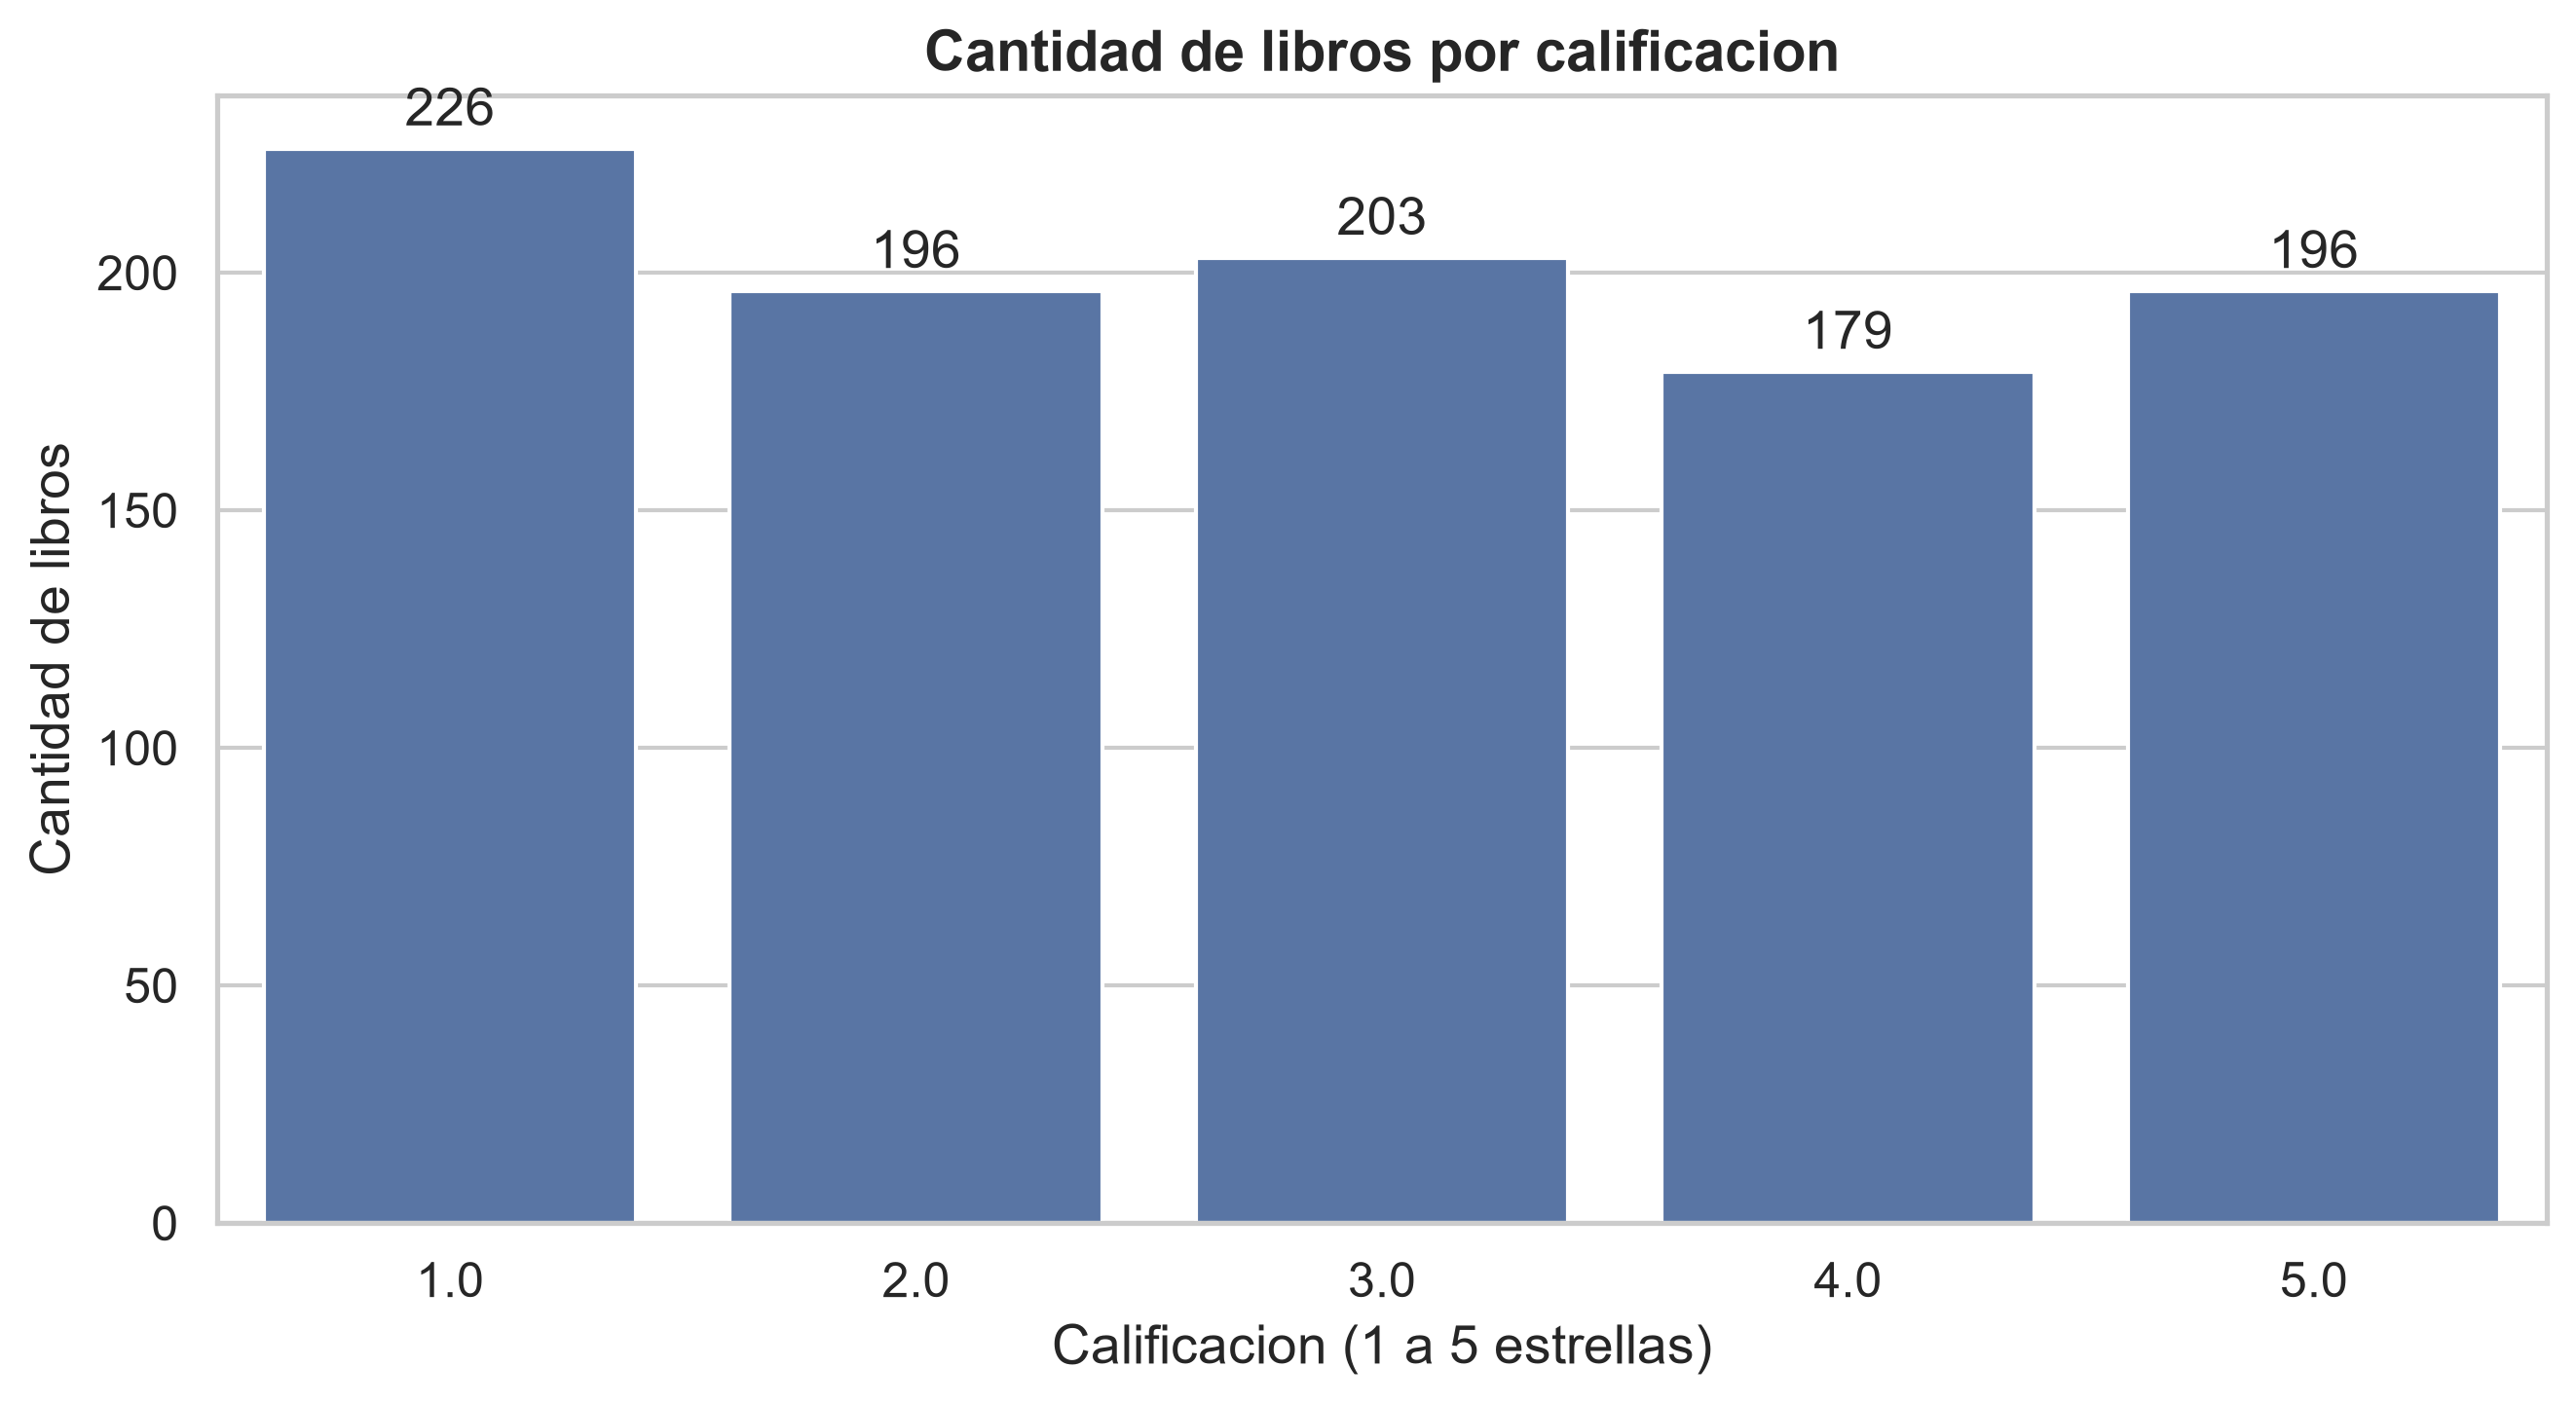 Cantidad de libros por calificacion
226
196
203
179
196
200
150
100
50
0
Cantidad de libros
1.0 2.0 3.0 4.0 5.0
Calificacion (1 a 5 estrellas)